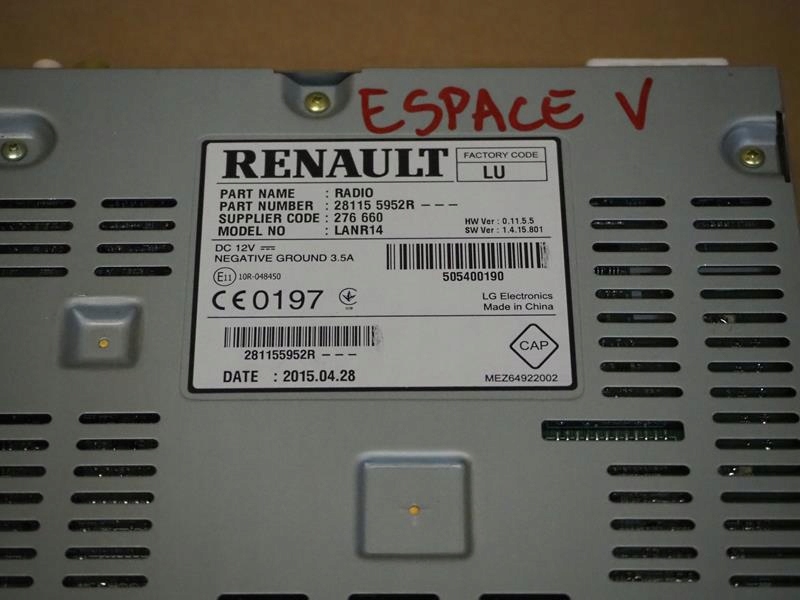 ESPACE V
RENAULT
FACTORY CODE
LU
PART NAME : RADIO
PART NUMBER : 28115 5952R - - -
SUPPLIER CODE : 276 660
MODEL NO : LANR14
HW Ver : 0.11.5.5
SW Ver : 1.4.15.801
DC 12V
NEGATIVE GROUND 3.5A
505400190
E11 10R-048450
CE0197
LG Electronics
Made in China
281155952R - - -
CAP
DATE : 2015.04.28
MEZ64922002